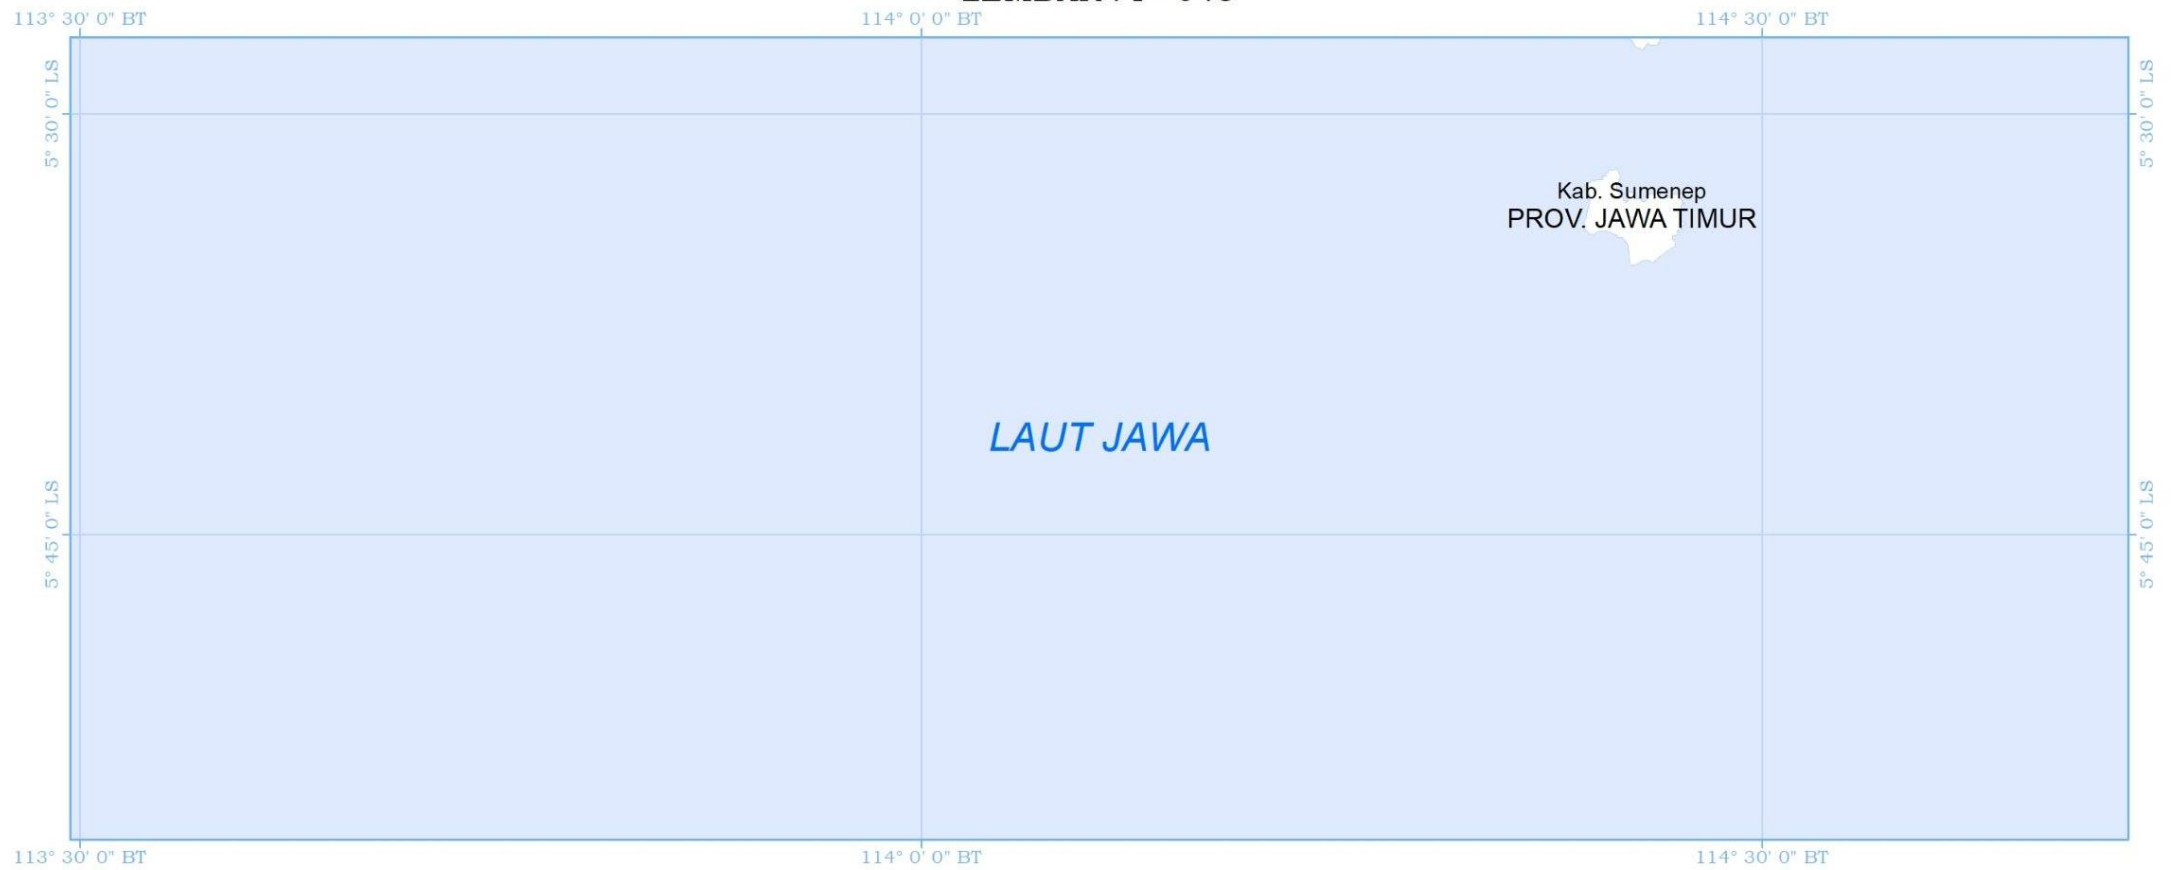 113° 30' 0" BT
114° 0' 0" BT
114° 30' 0" BT
5° 30' 0" LS
5° 30' 0" LS
Kab. Sumenep
PROV. JAWA TIMUR
LAUT JAWA
5° 45' 0" LS
5° 45' 0" LS
113° 30' 0" BT
114° 0' 0" BT
114° 30' 0" BT